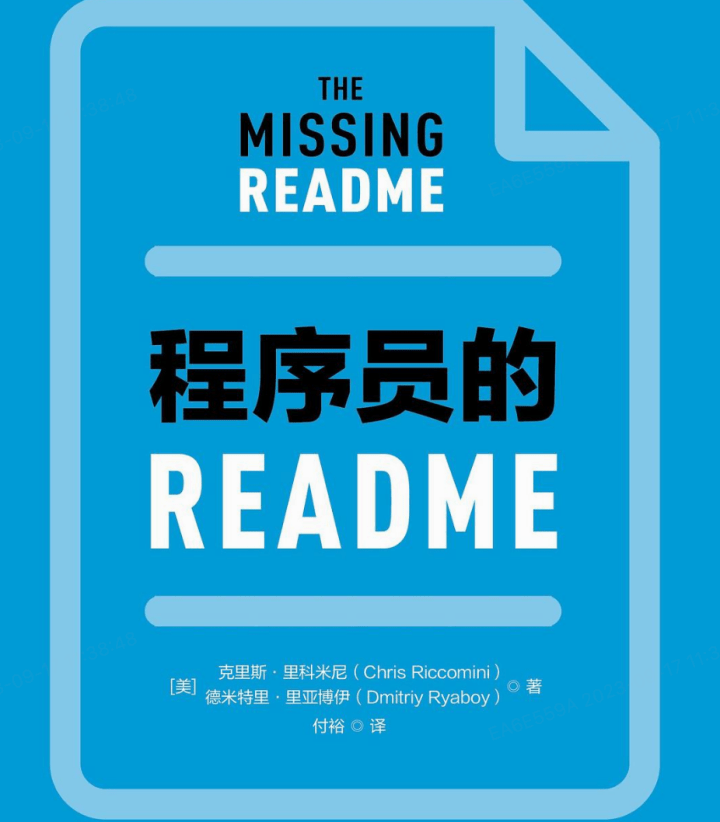 THE
MISSING
README
程序员的
README
[美] 克里斯·里科米尼（Chris Riccomini）
德米特里·里亚博伊（Dmitriy Ryaboy） ◎ 著
付裕 ◎ 译